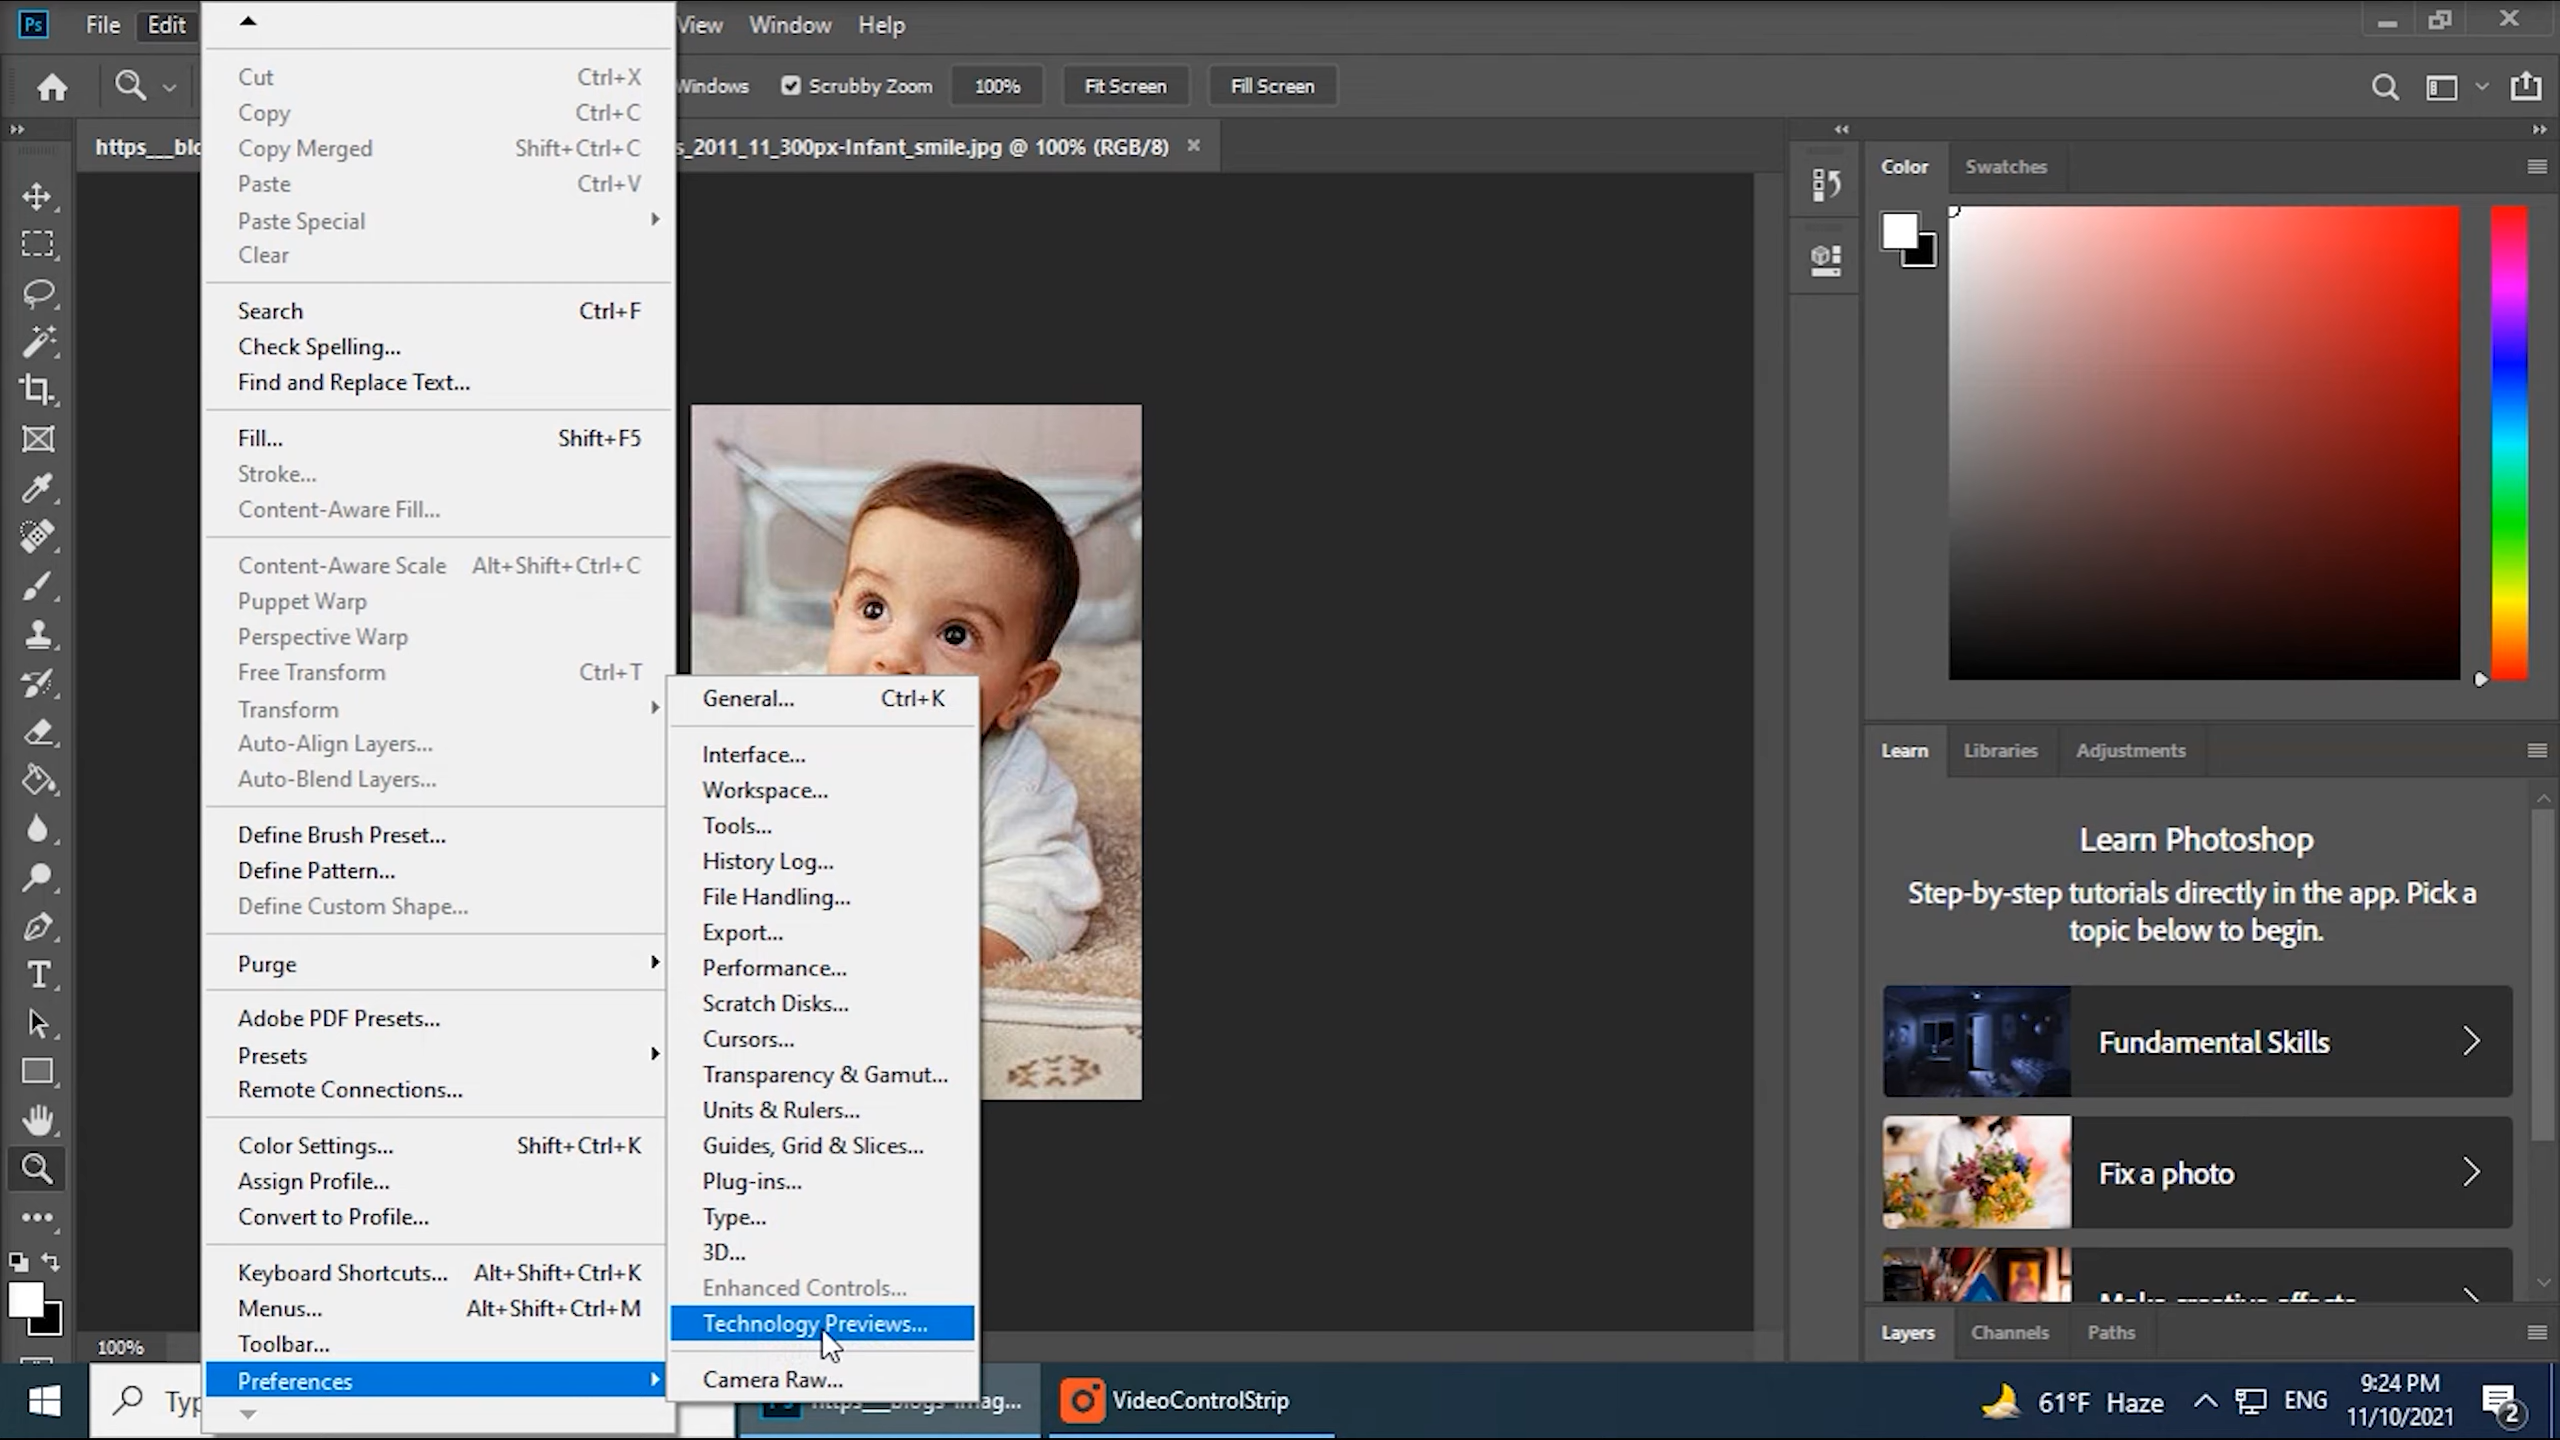 Ps File Edit View Window Help
Windows Scrubby Zoom 100% Fit Screen Fill Screen
https___blo s_2011_11_300px-Infant_smile.jpg @ 100% (RGB/8)
Cut Ctrl+X
Copy Ctrl+C
Copy Merged Shift+Ctrl+C
Paste Ctrl+V
Paste Special
Clear
Search Ctrl+F
Check Spelling...
Find and Replace Text...
Fill... Shift+F5
Stroke...
Content-Aware Fill...
Content-Aware Scale Alt+Shift+Ctrl+C
Puppet Warp
Perspective Warp
Free Transform Ctrl+T
Transform
Auto-Align Layers...
Auto-Blend Layers...
Define Brush Preset...
Define Pattern...
Define Custom Shape...
Purge
Adobe PDF Presets...
Presets
Remote Connections...
Color Settings... Shift+Ctrl+K
Assign Profile...
Convert to Profile...
Keyboard Shortcuts... Alt+Shift+Ctrl+K
Menus... Alt+Shift+Ctrl+M
Toolbar...
Preferences
General... Ctrl+K
Interface...
Workspace...
Tools...
History Log...
File Handling...
Export...
Performance...
Scratch Disks...
Cursors...
Transparency & Gamut...
Units & Rulers...
Guides, Grid & Slices...
Plug-ins...
Type...
3D...
Enhanced Controls...
Technology Previews...
Camera Raw...
Color Swatches
Learn Libraries Adjustments
Learn Photoshop
Step-by-step tutorials directly in the app. Pick a
topic below to begin.
Fundamental Skills
Fix a photo
Make creative effects
Layers Channels Paths
100%
Typ
VideoControlStrip
61°F Haze
ENG
9:24 PM
11/10/2021
2